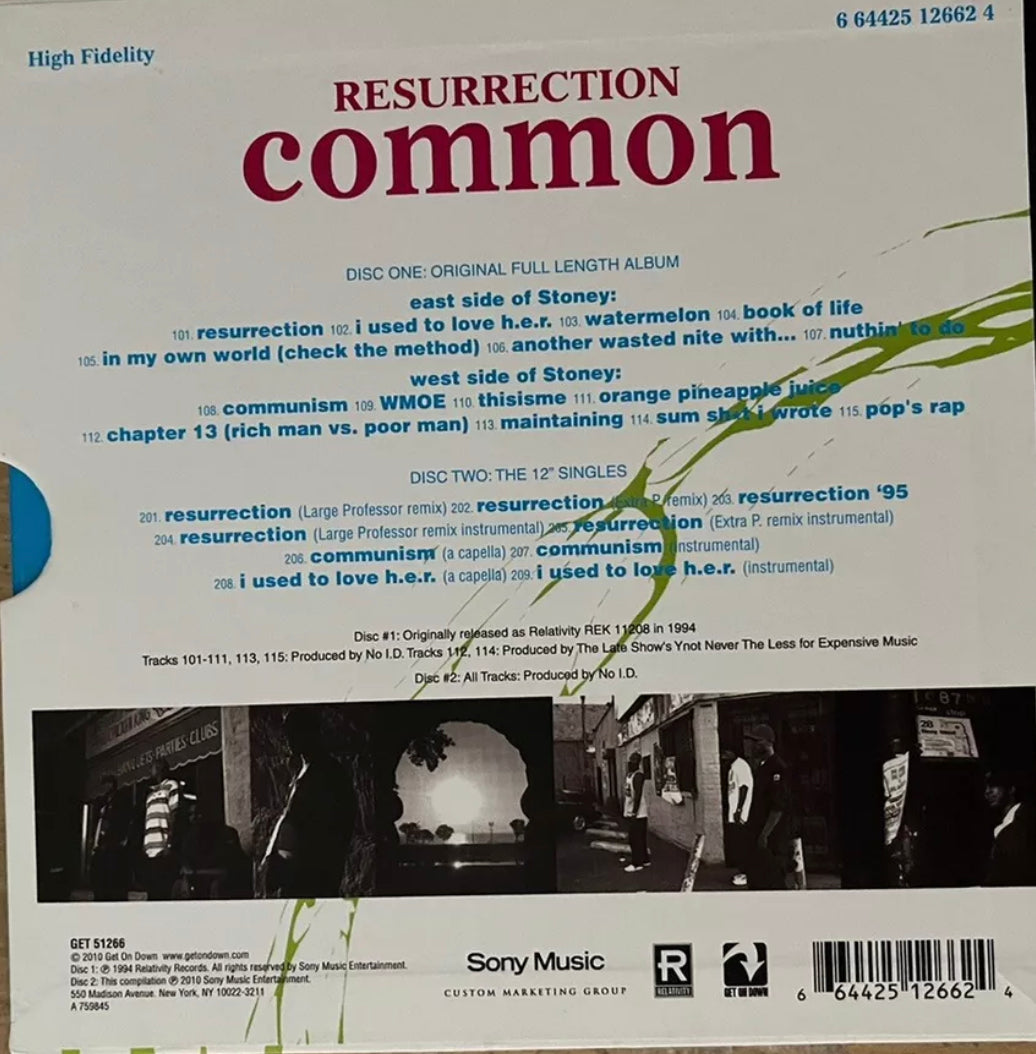 6 64425 12662 4
High Fidelity
RESURRECTION
common
DISC ONE: ORIGINAL FULL LENGTH ALBUM
east side of Stoney:
101. resurrection 102. i used to love h.e.r. 103. watermelon 104. book of life
105. in my own world (check the method) 106. another wasted nite with... 107. nuthin' to do
west side of Stoney:
108. communism 109. WMOE 110. thisisme 111. orange pineapple juice
112. chapter 13 (rich man vs. poor man) 113. maintaining 114. sum sh*t i wrote 115. pop's rap
DISC TWO: THE 12" SINGLES
201. resurrection (Large Professor remix) 202. resurrection (Extra P. remix) 203. resurrection '95
204. resurrection (Large Professor remix instrumental) 205. resurrection (Extra P. remix instrumental)
206. communism (a capella) 207. communism (instrumental)
208. i used to love h.e.r. (a capella) 209. i used to love h.e.r. (instrumental)
Disc #1: Originally released as Relativity REK 11208 in 1994
Tracks 101-111, 113, 115: Produced by No I.D. Tracks 112, 114: Produced by The Late Show's Ynot Never The Less for Expensive Music
Disc #2: All Tracks: Produced by No I.D.
PARTIES·CLUBS
87
28
GET 51266
© 2010 Get On Down www.getondown.com
Disc 1: ℗ 1994 Relativity Records. All rights reserved by Sony Music Entertainment.
Disc 2: This compilation ℗ 2010 Sony Music Entertainment.
550 Madison Avenue. New York, NY 10022-3211
A 759845
Sony Music
CUSTOM MARKETING GROUP
R
RELATIVITY
GET ON DOWN
6 64425 12662 4